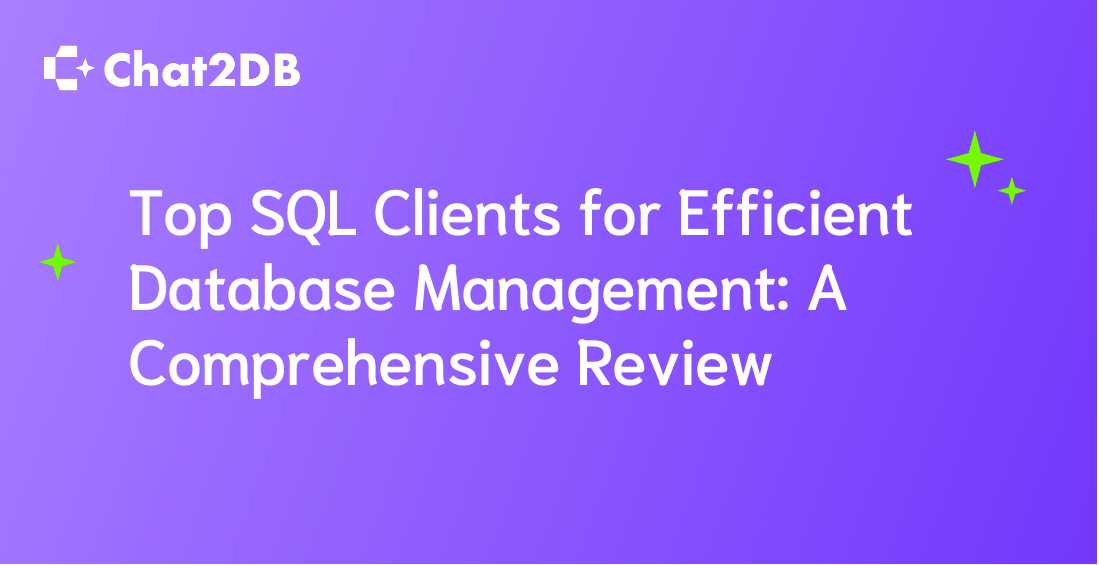 Chat2DB
Top SQL Clients for Efficient
Database Management: A
Comprehensive Review